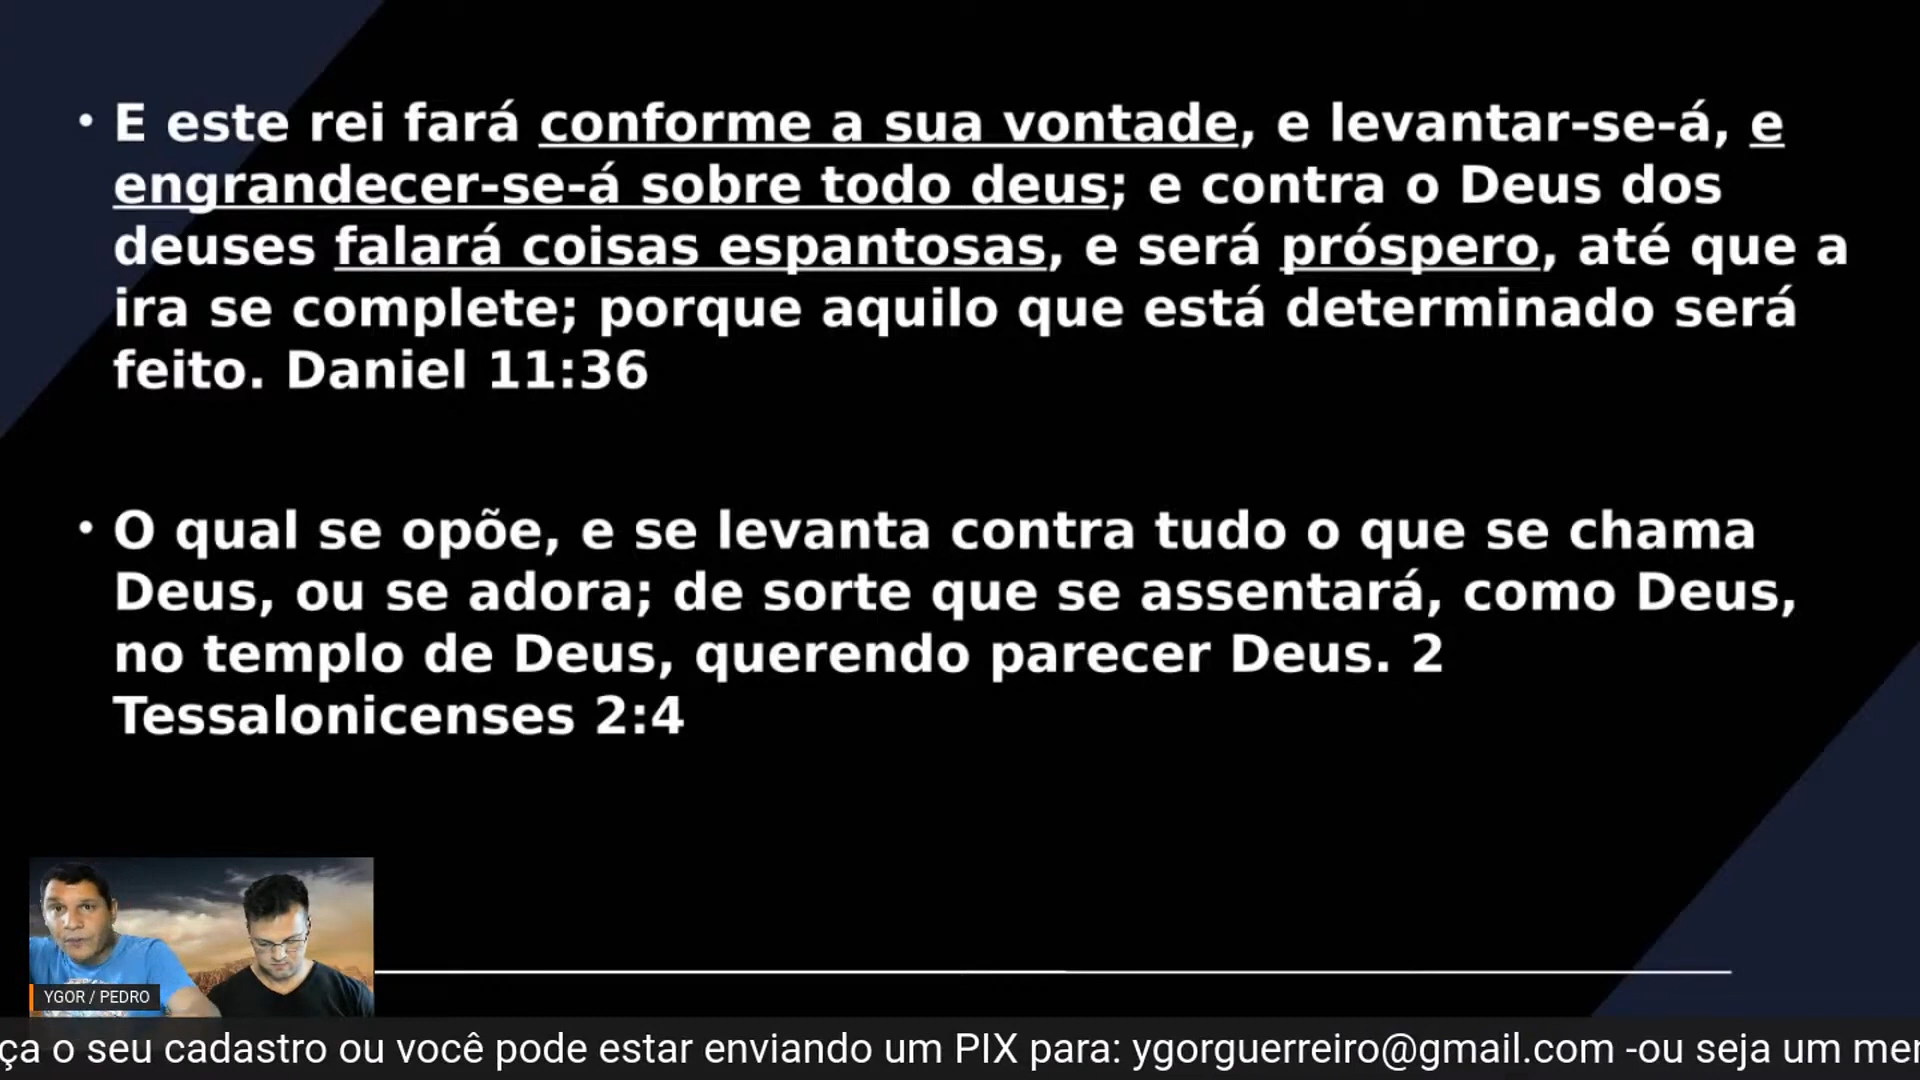 • E este rei fará conforme a sua vontade, e levantar-se-á, e
engrandecer-se-á sobre todo deus; e contra o Deus dos
deuses falará coisas espantosas, e será próspero, até que a
ira se complete; porque aquilo que está determinado será
feito. Daniel 11:36
• O qual se opõe, e se levanta contra tudo o que se chama
Deus, ou se adora; de sorte que se assentará, como Deus,
no templo de Deus, querendo parecer Deus. 2
Tessalonicenses 2:4
YGOR / PEDRO
ça o seu cadastro ou você pode estar enviando um PIX para: ygorguerreiro@gmail.com -ou seja um mer